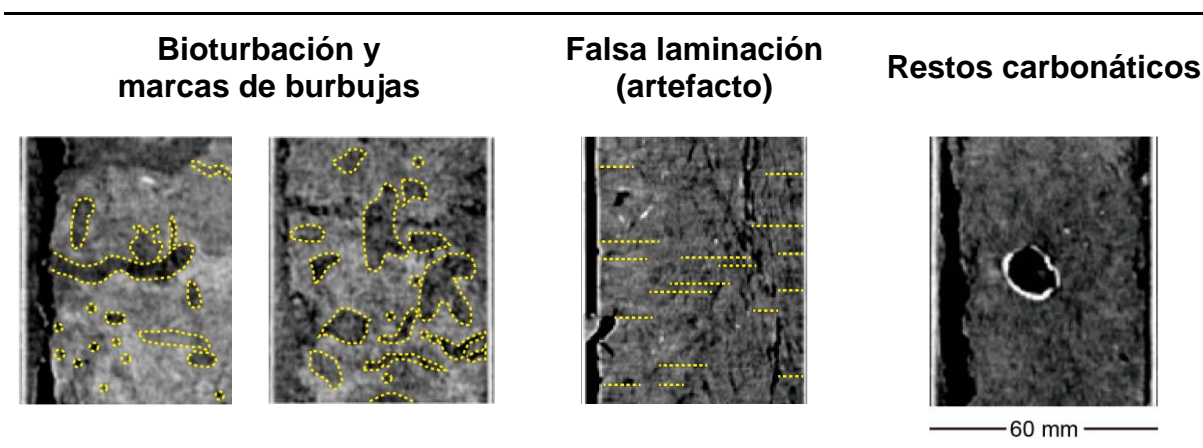 Bioturbación y
marcas de burbujas
Falsa laminación
(artefacto)
Restos carbonáticos
60 mm